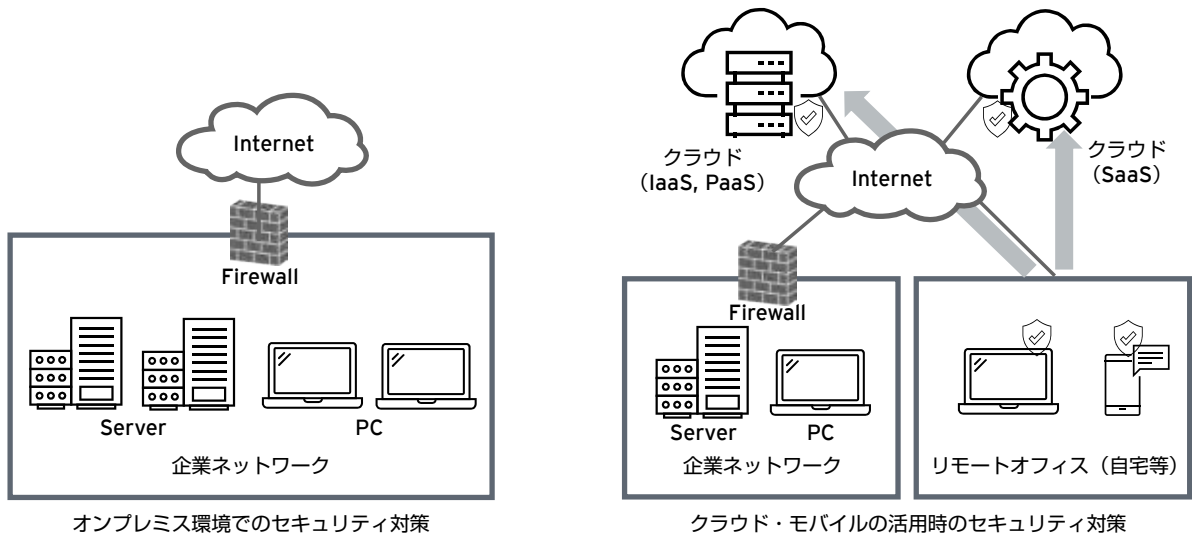 Internet
Firewall
Server
PC
企業ネットワーク
オンプレミス環境でのセキュリティ対策
クラウド
（IaaS, PaaS）
Internet
クラウド
（SaaS）
Firewall
Server
PC
企業ネットワーク
リモートオフィス（自宅等）
クラウド・モバイルの活用時のセキュリティ対策